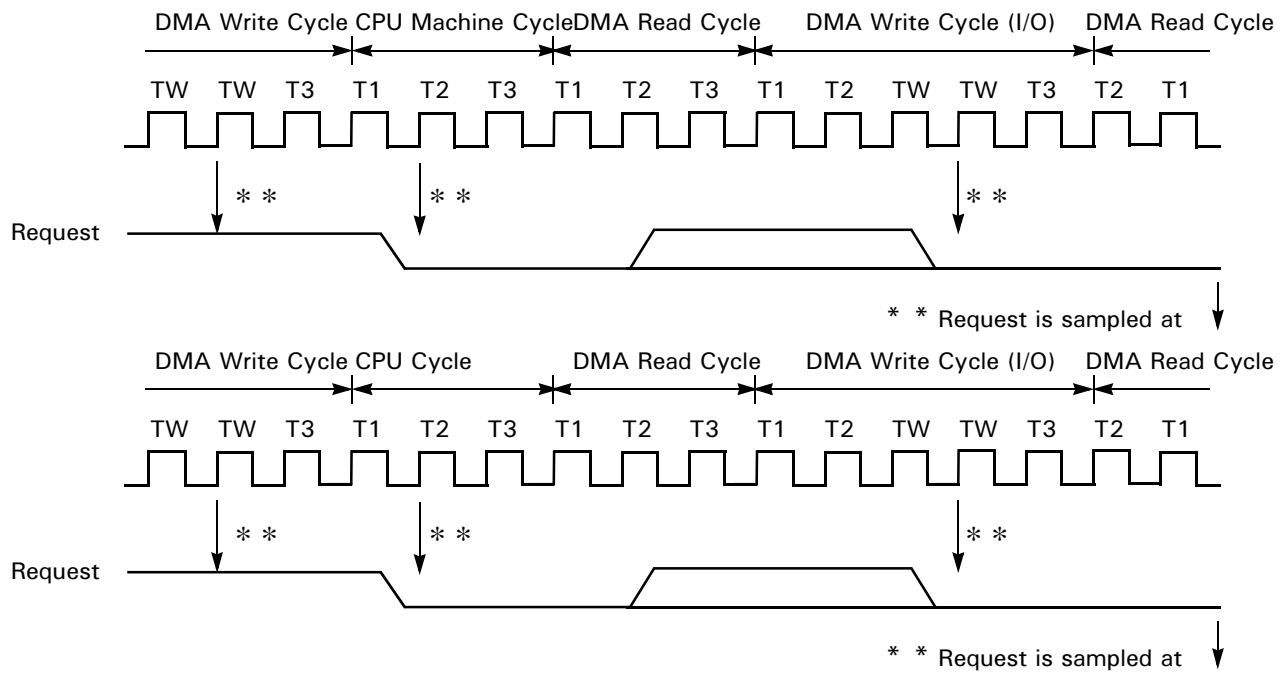 DMA Write Cycle CPU Machine CycleDMA Read Cycle DMA Write Cycle (I/O) DMA Read Cycle
TW TW T3 T1 T2 T3 T1 T2 T3 T1 T2 TW TW T3 T2 T1
* * * * * *
Request
* * Request is sampled at
DMA Write Cycle CPU Cycle DMA Read Cycle DMA Write Cycle (I/O) DMA Read Cycle
TW TW T3 T1 T2 T3 T1 T2 T3 T1 T2 TW TW T3 T2 T1
* * * * * *
Request
* * Request is sampled at